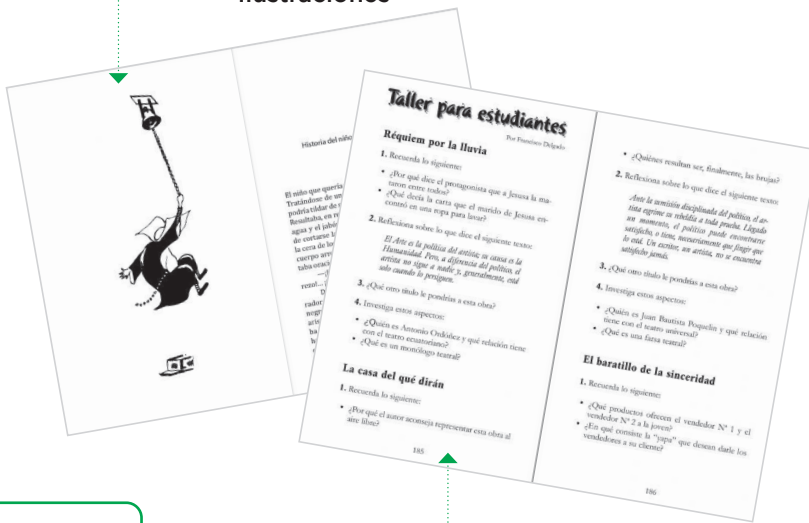 Ilustraciones
Historia del niño
El niño que quería
Tratándose de un
podría tildar de
Resultaba, en
agua y el jabón
de cortarse
la cera de los
cuerpo
taba
Taller para estudiantes
Por Francisco Delgado
Réquiem por la lluvia
1. Recuerda lo siguiente:
• ¿Por qué dice el protagonista que a Jesusa la ma-
taron entre todos?
• ¿Qué decía la carta que el marido de Jesusa en-
contró en una ropa para lavar?
2. Reflexiona sobre lo que dice el siguiente texto:
El Arte es la política del artista; su causa es la
Humanidad. Pero, a diferencia del político, el
artista no sigue a nadie y, generalmente, está
solo cuando lo persiguen.
3. ¿Qué otro título le pondrías a esta obra?
4. Investiga estos aspectos:
• ¿Quién es Antonio Ordóñez y qué relación tiene
con el teatro ecuatoriano?
• ¿Qué es un monólogo teatral?
La casa del qué dirán
1. Recuerda lo siguiente:
• ¿Por qué el autor aconseja representar esta obra al
aire libre?
185
• ¿Quiénes resultan ser, finalmente, las brujas?
2. Reflexiona sobre lo que dice el siguiente texto:
Ante la sumisión disciplinada del político, el ar-
tista esgrime su rebeldía a toda prueba. Llegado
un momento, el político puede encontrarse
satisfecho, o tiene, necesariamente que fingir que
lo está. Un escritor, un artista, no se encuentra
satisfecho jamás.
3. ¿Qué otro título le pondrías a esta obra?
4. Investiga estos aspectos:
• ¿Quién es Juan Bautista Poquelin y qué relación
tiene con el teatro universal?
• ¿Qué es una farsa teatral?
El baratillo de la sinceridad
1. Recuerda lo siguiente:
• ¿Qué productos ofrecen el vendedor Nº 1 y el
vendedor Nº 2 a la joven?
• ¿En qué consiste la "yapa" que desean darle los
vendedores a su cliente?
186